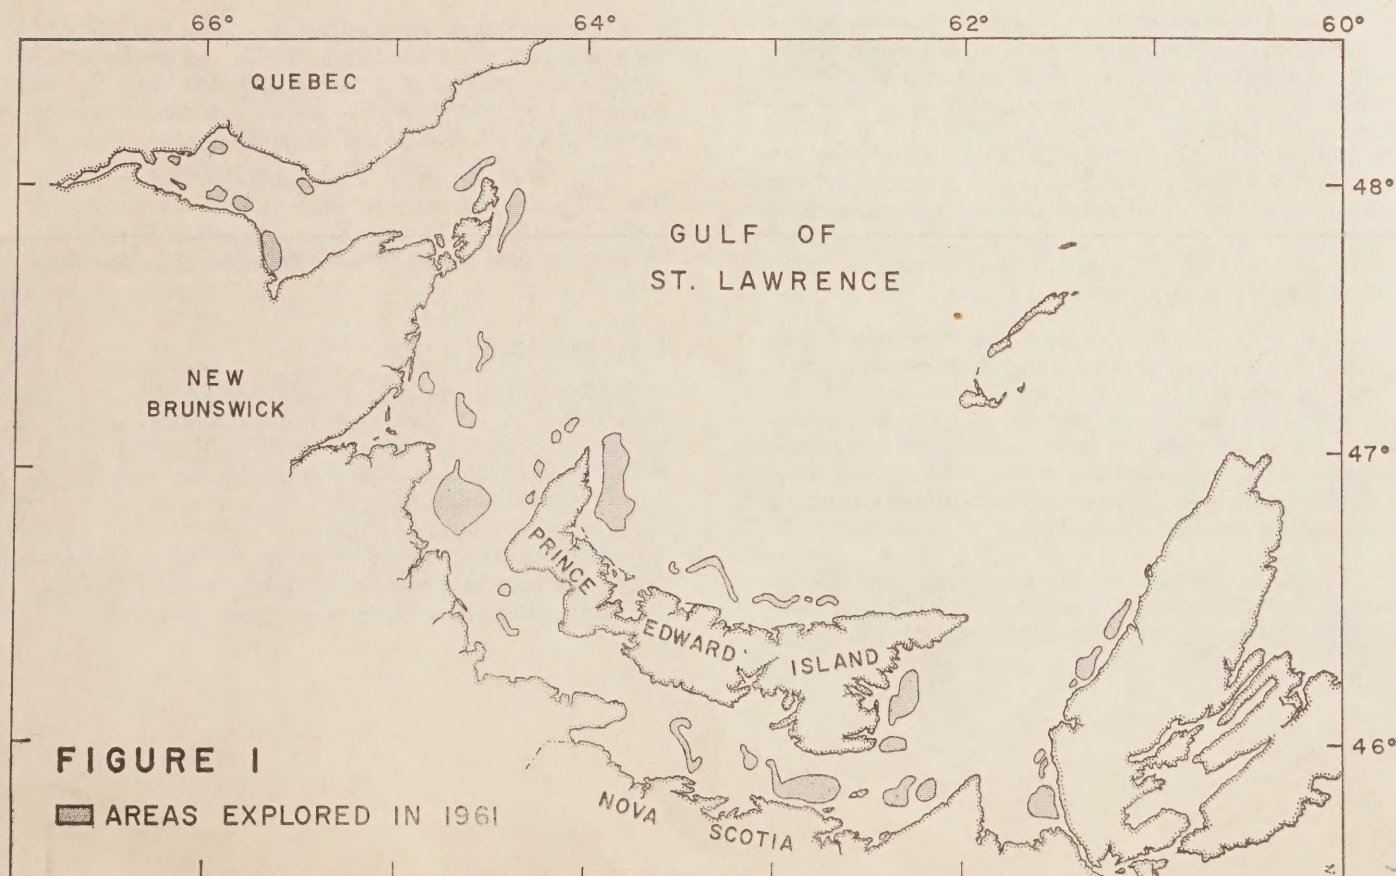 66° 64° 62° 60°
QUEBEC
48°
GULF OF
ST. LAWRENCE
NEW
BRUNSWICK
47°
PRINCE
EDWARD
ISLAND
46°
FIGURE 1
AREAS EXPLORED IN 1961
NOVA
SCOTIA